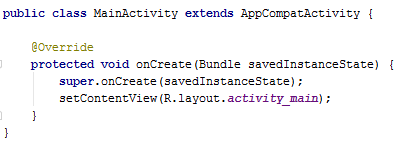 public class MainActivity extends AppCompatActivity {
@Override
protected void onCreate(Bundle savedInstanceState) {
super.onCreate(savedInstanceState);
setContentView(R.layout.activity_main);
}
}